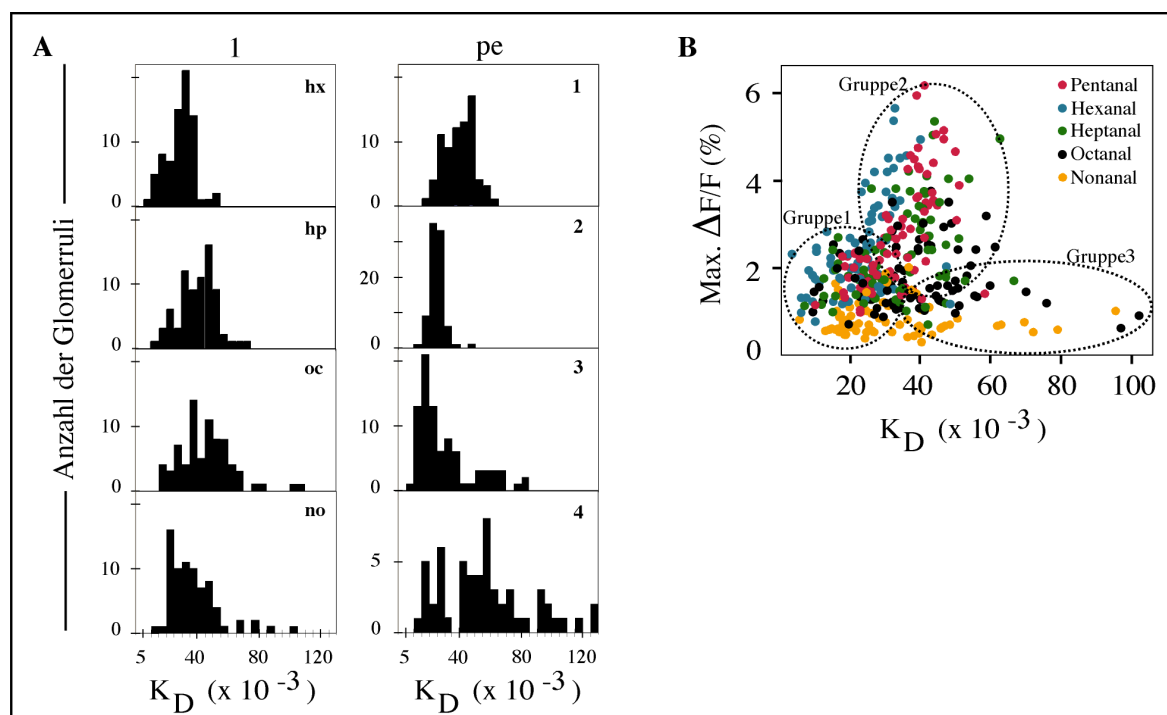 A
1
pe
B
Anzahl der Glomerruli
hx
10
0
hp
10
0
oc
10
0
no
10
0
5 40 80 120
K D (x 10 -3)
1
10
0
2
40
20
0
3
10
0
4
5
0
5 40 80 120
K D (x 10 -3)
Max. ΔF/F (%)
6
4
2
0
Gruppe2
Gruppe1
Gruppe3
Pentanal
Hexanal
Heptanal
Octanal
Nonanal
20 40 60 80 100
K D (x 10 -3)